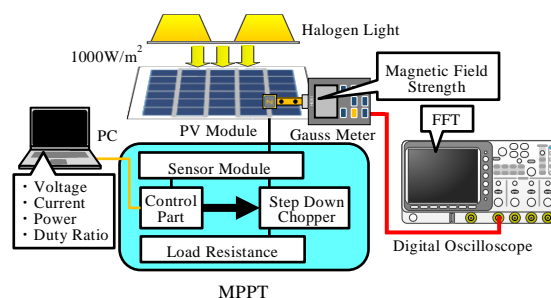 Halogen Light
1000W/m²
Magnetic Field
Strength
FFT
PC
PV Module
Gauss Meter
Sensor Module
・Voltage
・Current
・Power
・Duty Ratio
Control
Part
Step Down
Chopper
Load Resistance
Digital Oscilloscope
MPPT